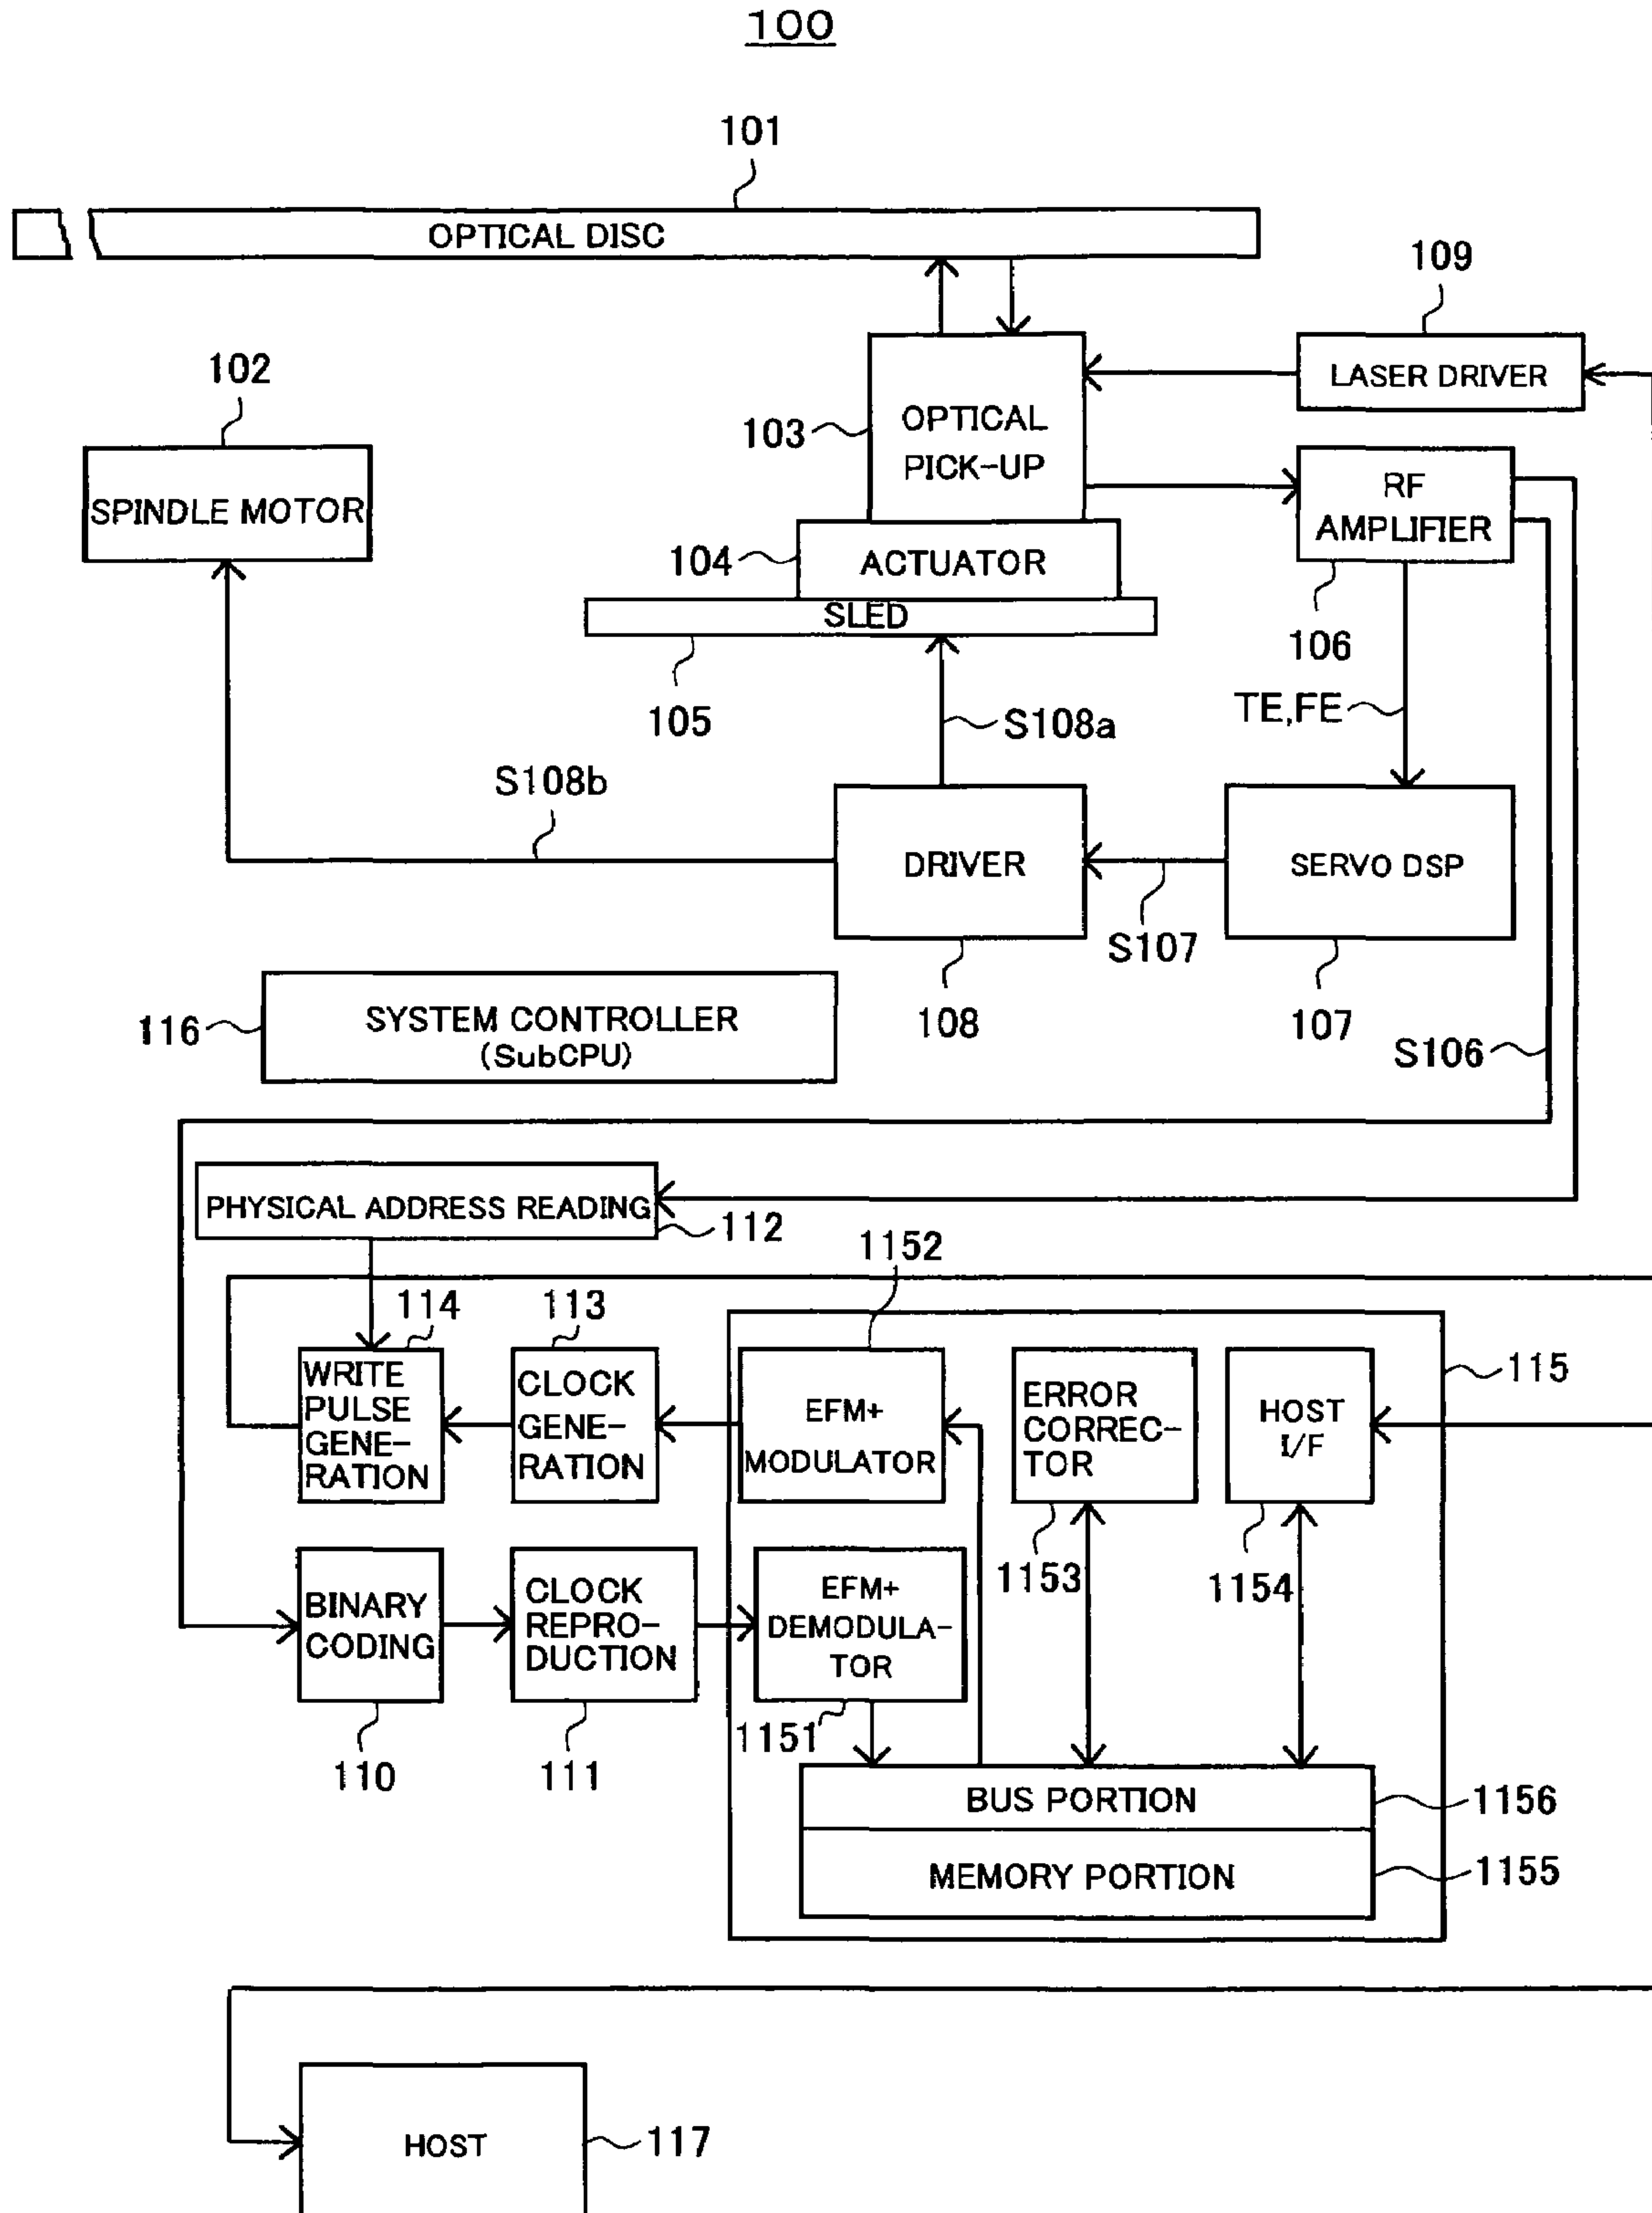 100
101
OPTICAL DISC
109
LASER DRIVER
102
SPINDLE MOTOR
103
OPTICAL
PICK-UP
RF
AMPLIFIER
104
ACTUATOR
SLED
105
106
TE,FE
S108a
S108b
DRIVER
SERVO DSP
S107
108
107
116
SYSTEM CONTROLLER
(SubCPU)
S106
PHYSICAL ADDRESS READING
112
1152
114
113
WRITE
PULSE
GENE-
RATION
CLOCK
GENE-
RATION
EFM+
MODULATOR
ERROR
CORREC-
TOR
HOST
I/F
115
BINARY
CODING
CLOCK
REPRO-
DUCTION
EFM+
DEMODULA-
TOR
1153
1154
110
111
1151
BUS PORTION
1156
MEMORY PORTION
1155
HOST
117